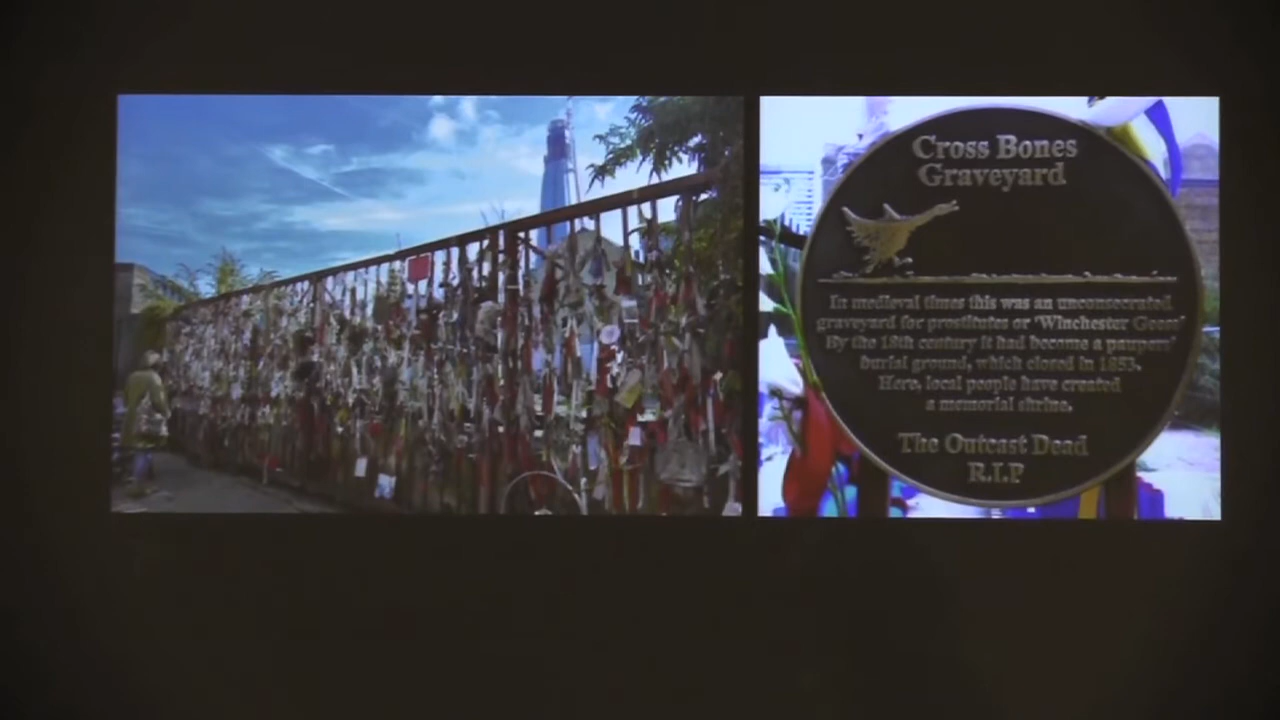 Cross Bones
Graveyard
In medieval times this was an unconsecrated
graveyard for prostitutes or 'Winchester Geese'
By the 18th century it had become a paupers'
burial ground, which closed in 1853.
Here, local people have created
a memorial shrine.
The Outcast Dead
R.I.P